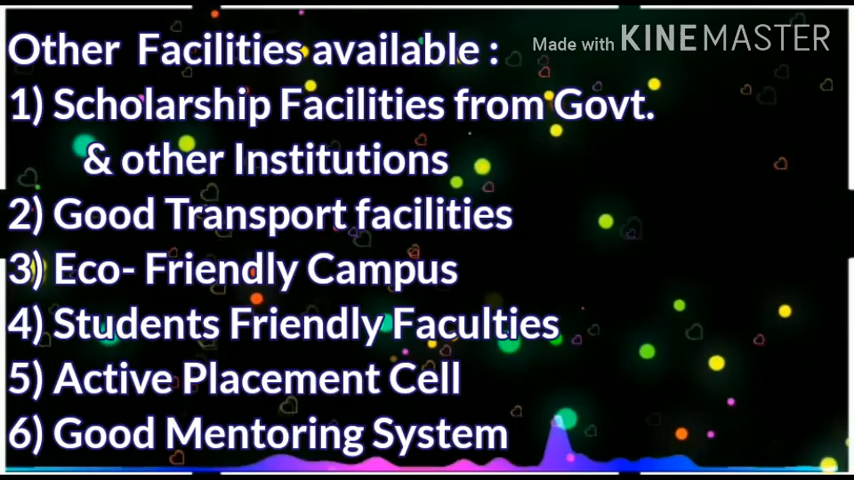 Made with KINEMASTER
Other Facilities available :
1) Scholarship Facilities from Govt.
& other Institutions
2) Good Transport facilities
3) Eco- Friendly Campus
4) Students Friendly Faculties
5) Active Placement Cell
6) Good Mentoring System